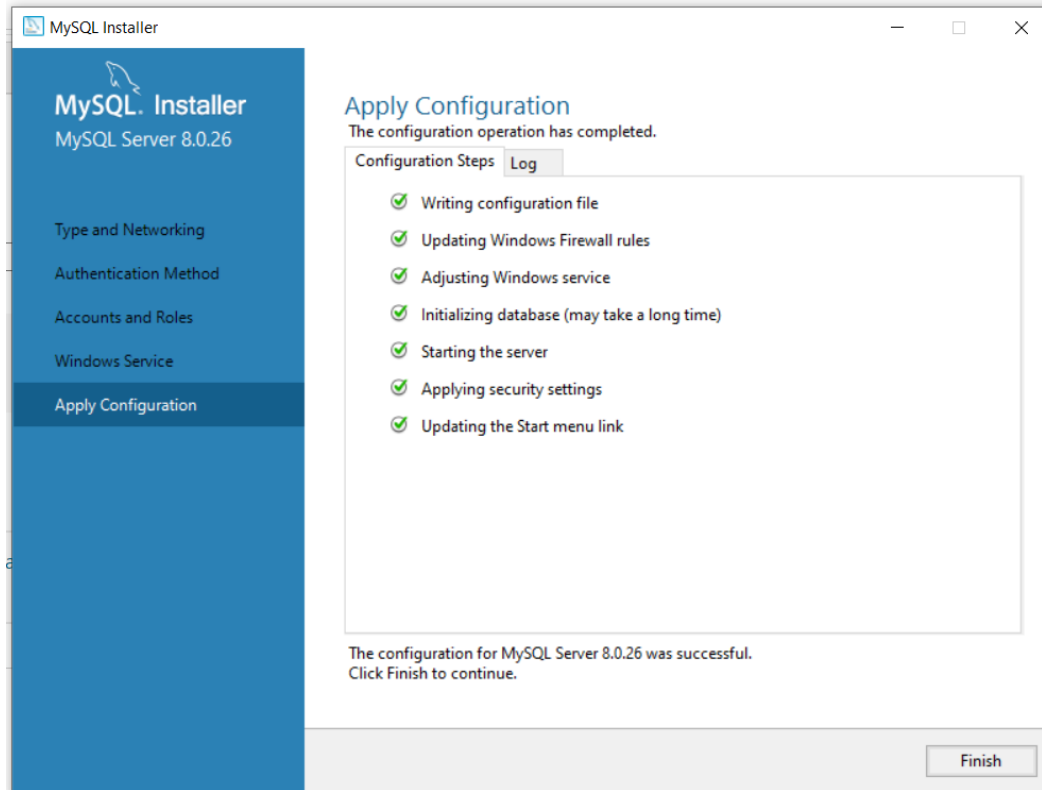 MySQL Installer
MySQL. Installer
MySQL Server 8.0.26
Type and Networking
Authentication Method
Accounts and Roles
Windows Service
Apply Configuration
Apply Configuration
The configuration operation has completed.
Configuration Steps
Log
Writing configuration file
Updating Windows Firewall rules
Adjusting Windows service
Initializing database (may take a long time)
Starting the server
Applying security settings
Updating the Start menu link
The configuration for MySQL Server 8.0.26 was successful.
Click Finish to continue.
Finish